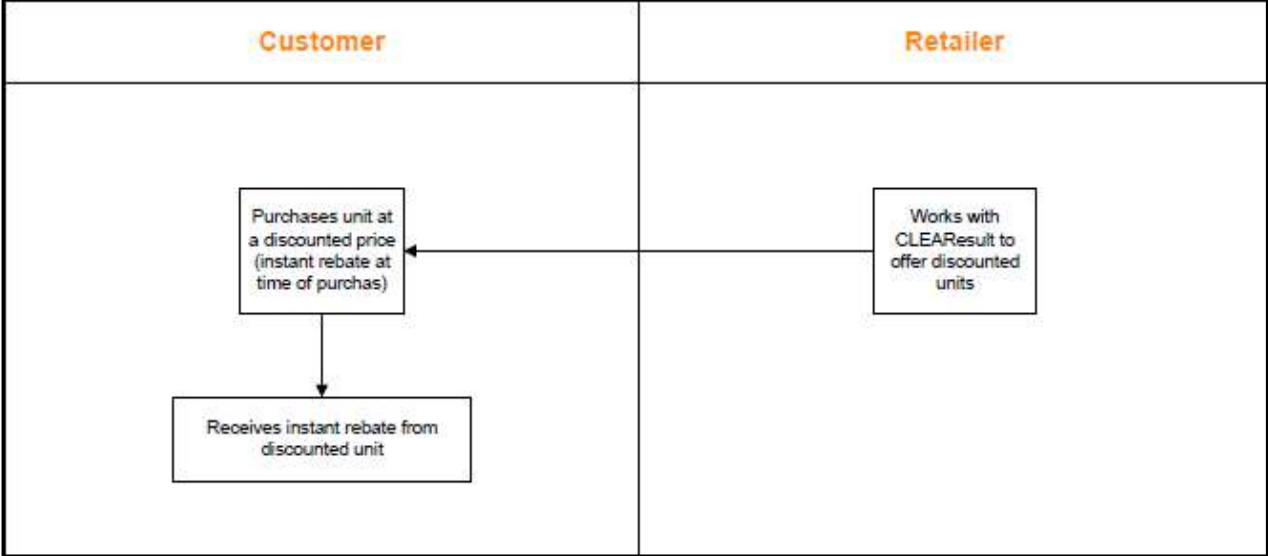 Customer
Retailer
Purchases unit at
a discounted price
(instant rebate at
time of purchas)
Works with
CLEAResult to
offer discounted
units
Receives instant rebate from
discounted unit